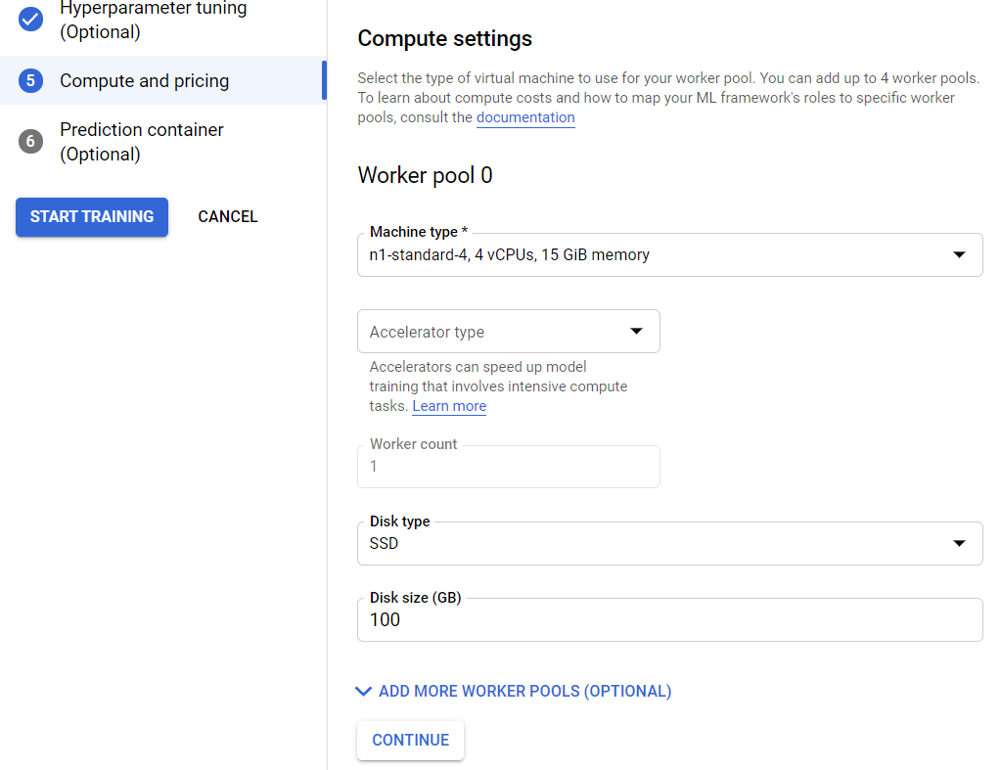 Hyperparameter tuning
(Optional)
5
Compute and pricing
6
Prediction container
(Optional)
START TRAINING
CANCEL
Compute settings
Select the type of virtual machine to use for your worker pool. You can add up to 4 worker pools.
To learn about compute costs and how to map your ML framework's roles to specific worker
pools, consult the documentation
Worker pool 0
Machine type *
n1-standard-4, 4 vCPUs, 15 GiB memory
Accelerator type
Accelerators can speed up model
training that involves intensive compute
tasks. Learn more
Worker count
1
Disk type
SSD
Disk size (GB)
100
ADD MORE WORKER POOLS (OPTIONAL)
CONTINUE